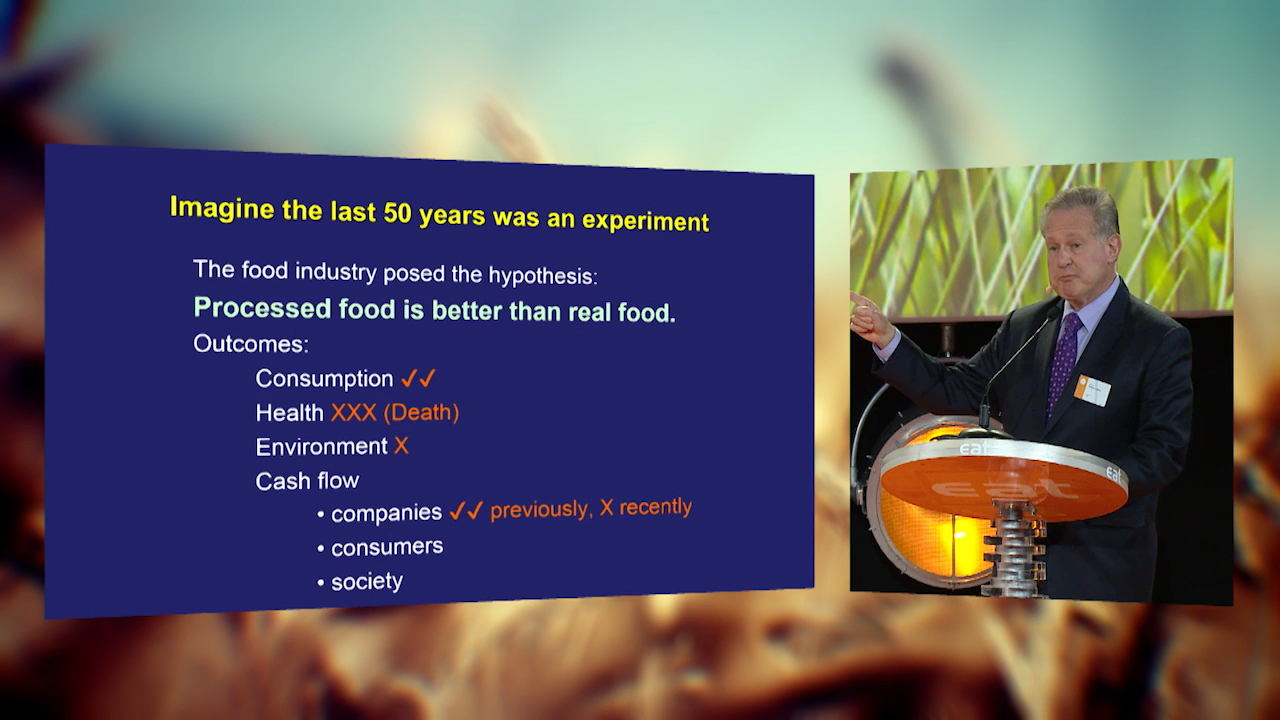 Imagine the last 50 years was an experiment
The food industry posed the hypothesis:
Processed food is better than real food.
Outcomes:
Consumption ✓✓
Health XXX (Death)
Environment X
Cash flow
• companies ✓✓ previously, X recently
• consumers
• society
eat
eat
eat